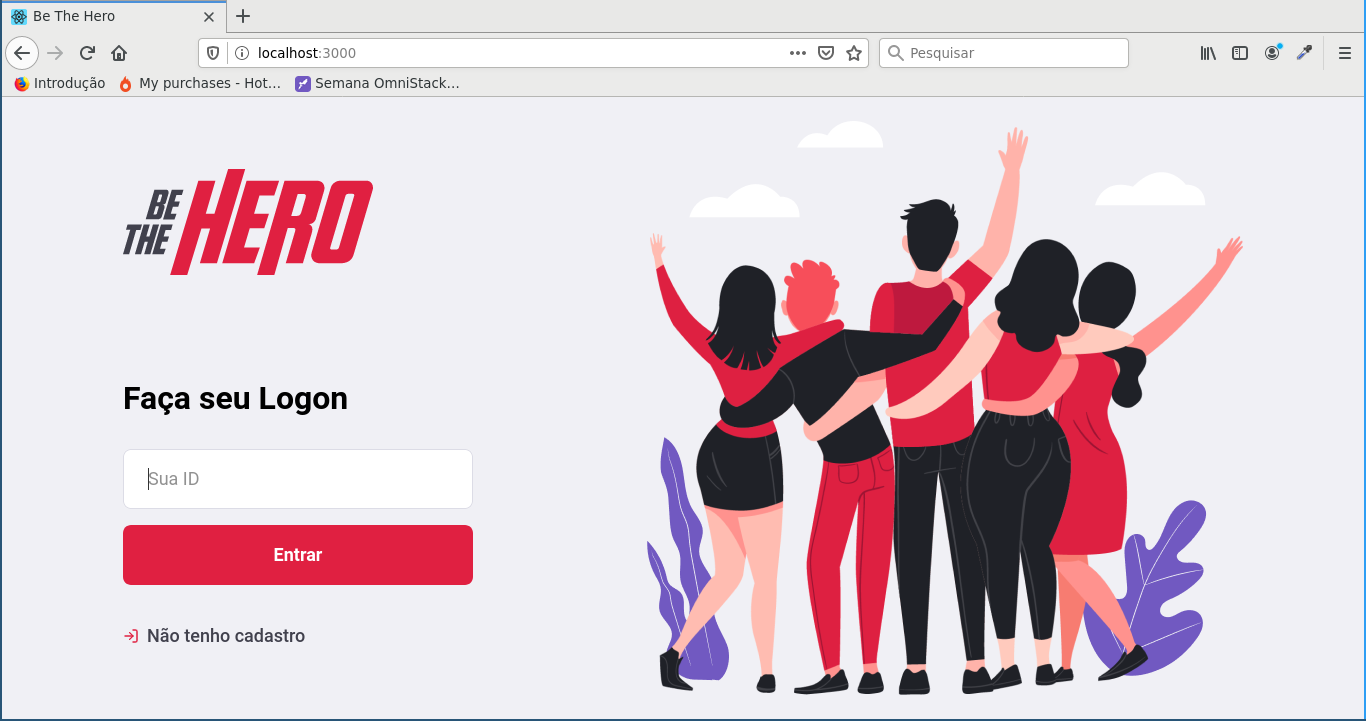 Be The Hero
localhost:3000
Pesquisar
Introdução
My purchases - Hot…
Semana OmniStack…
BE
THE
HERO
Faça seu Logon
Sua ID
Entrar
Não tenho cadastro